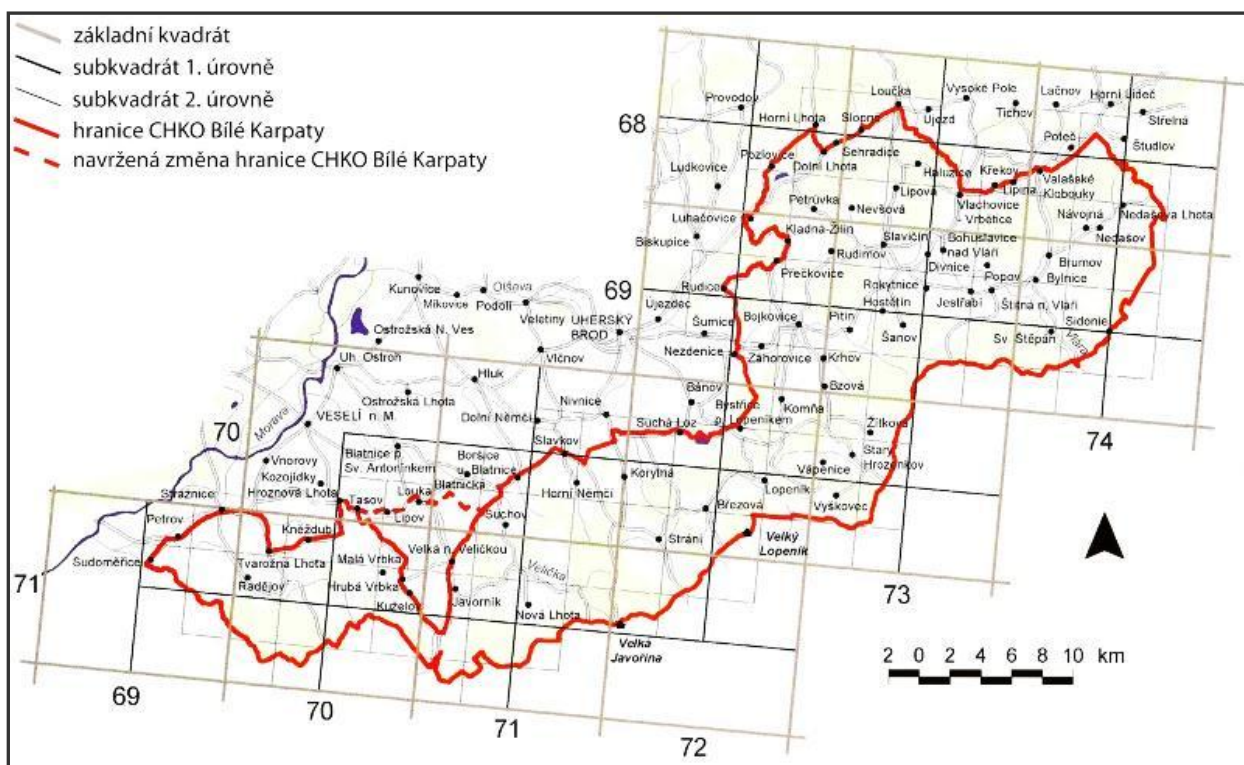 základní kvadrát
subkvadrát 1. úrovně
subkvadrát 2. úrovně
hranice CHKO Bílé Karpaty
navržená změna hranice CHKO Bílé Karpaty
Loučka
Vysoké Pole
Lačnov
Horní Lideč
Provodov
Újezd
Tichov
Střelná
68
Horní Lhota
Slopné
Sehradice
Poteč
Študlov
Pozlovice
Dolní Lhota
Haluzice
Křekov
Valašské
Klobouky
Ludkovice
Lipová
Lipina
Petrůvka
Nevšová
Vlachovice
Vrbětice
Návojná
Nedašova Lhota
Luhačovice
Kladná-Žilín
Slavičín
Bohuslavice
nad Vláří
Nedašov
Biskupice
Rudimov
Divnice
Brumov
Prečkovice
Popov
Bylnice
Kunovice
Olšava
69
Rudice
Rokytnice
Jestřabí
Štítná n. Vláří
Míkovice
Podolí
Újezdec
Hostětín
Veletiny
UHERSKÝ
BROD
Šumice
Bojkovice
Pitín
Šanov
Sv. Štěpán
Sidonie
Vlára
Ostrožská N. Ves
Vlčnov
Nezdenice
Záhorovice
Krhov
Uh. Ostroh
Hluk
Bánov
Bzová
Ostrožská Lhota
Nivnice
Bystřice
p. Lopeníkem
Komňa
Dolní Němčí
Suchá Loz
Žítková
74
Morava
VESELÍ n. M.
70
Slavkov
Starý
Hrozenkov
Blatnice p.
Sv. Antonínkem
Boršice
u Blatnice
Vápenice
Vnorovy
Kozojídky
Hroznová Lhota
Blatnička
Korytná
Lopeník
Horní Němčí
Vyškovec
Strážnice
Tasov
Louka
Lipov
Suchov
Březová
Petrov
Kněždub
Strání
Velký
Lopeník
Sudoměřice
Tvarožná Lhota
Malá Vrbka
Velká n. Veličkou
Velička
71
Radějov
Hrubá Vrbka
73
Kuželov
Javorník
Nová Lhota
Velká
Javořina
2 0 2 4 6 8 10 km
69
70
71
72